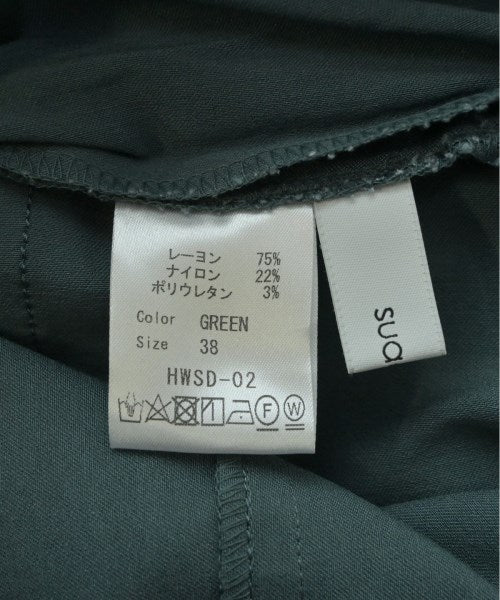 レーヨン 75%
ナイロン 22%
ポリウレタン 3%
Color GREEN
Size 38
HWSD-02
F W
sua